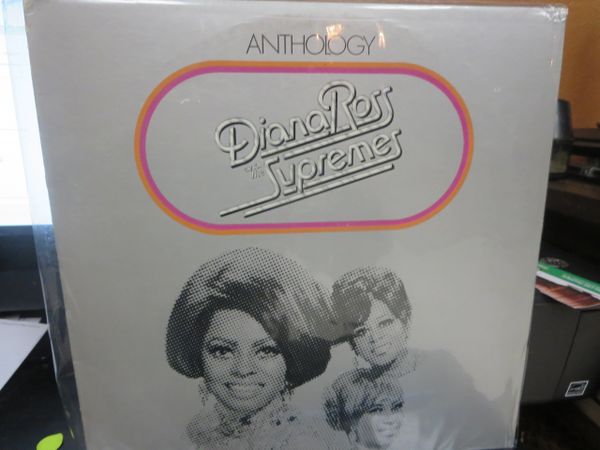 ANTHOLOGY
Diana Ross
and The Supremes